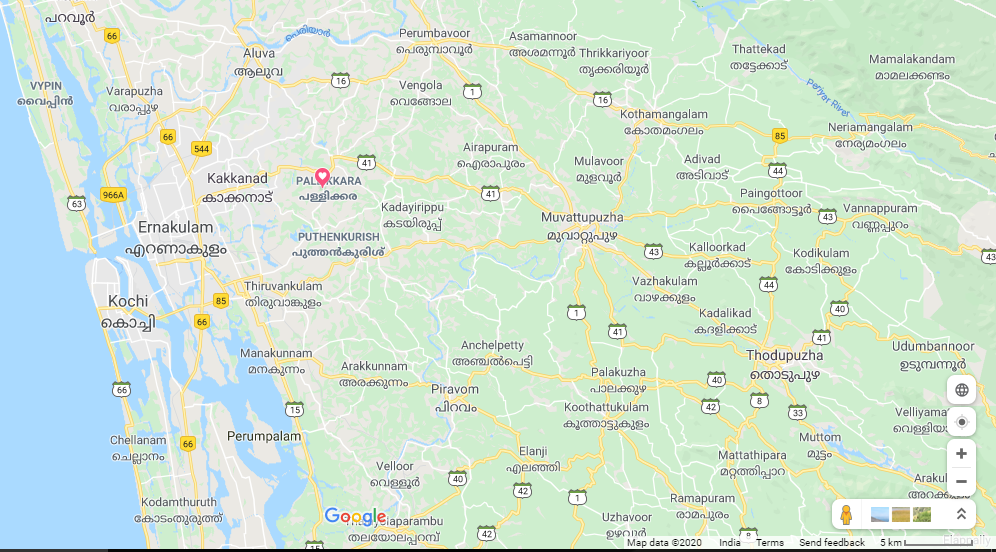 പറവൂർ
66
Aluva
ആലുവ
പെരിയാർ
Perumbavoor
പെരുമ്പാവൂർ
Asamannoor
അശമന്നൂർ
Thrikkariyoor
തൃക്കരിയൂർ
Thattekad
തട്ടേക്കാട്
Mamalakandam
മാമലക്കണ്ടം
VYPIN
വൈപ്പിൻ
Varapuzha
വരാപ്പുഴ
16
Vengola
വെങ്ങോല
1
16
Periyar River
Kothamangalam
കോതമംഗലം
85
Neriamangalam
നേര്യമംഗലം
66
544
Airapuram
ഐരാപുരം
41
Mulavoor
മുളവൂർ
Adivad
അടിവാട്
44
Kakkanad
കാക്കനാട്
പള്ളിക്കര
966A
63
41
Kadayirippu
കടയിരുപ്പ്
Paingottoor
പൈങ്ങോട്ടൂർ
43
Vannappuram
വണ്ണപ്പുറം
Ernakulam
എറണാകുളം
PUTHENKURISH
പുത്തൻകുരിശ്
Muvattupuzha
മുവാറ്റുപുഴ
43
Kalloorkad
കല്ലൂർക്കാട്
Kodikulam
കോടിക്കുളം
43
Kochi
കൊച്ചി
85
66
Thiruvankulam
തിരുവാങ്കുളം
Vazhakulam
വാഴക്കുളം
44
40
1
41
Kadalikad
കദളിക്കാട്
41
Manakunnam
മനകുന്നം
Arakkunnam
അരക്കുന്നം
Anchelpetty
അഞ്ചൽപെട്ടി
Thodupuzha
തൊടുപുഴ
Udumbannoor
ഉടുമ്പന്നൂർ
66
15
Piravom
പിറവം
Palakuzha
പാലക്കുഴ
40
42
8
33
Koothattukulam
കൂത്താട്ടുകുളം
Chellanam
ചെല്ലാനം
66
Perumpalam
Elanji
എലഞ്ഞി
Mattathipara
മറ്റത്തിപ്പാറ
Muttom
മുട്ടം
Velloor
വെള്ളൂർ
40
42
1
Kodamthuruth
കോടംതുരുത്ത്
Google
തലയോലപ്പറമ്പ്
15
42
Uzhavoor
ഉഴവൂർ
Ramapuram
രാമപുരം
8
Map data ©2020 India Terms Send feedback 5 km